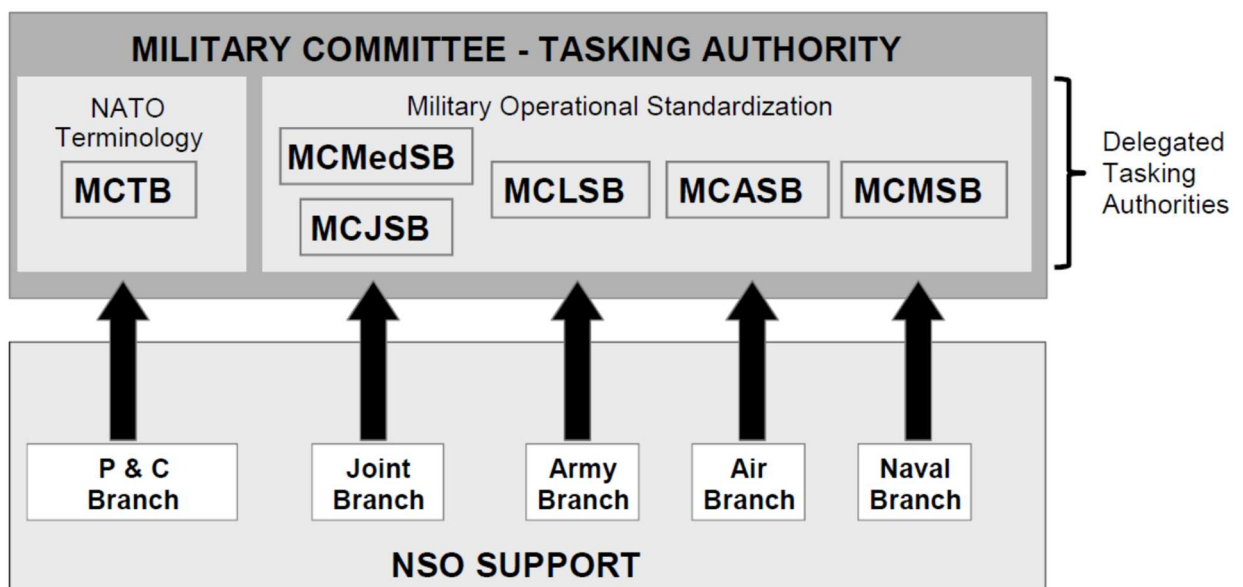 MILITARY COMMITTEE - TASKING AUTHORITY
NATO
Terminology
MCTB
Military Operational Standardization
MCMedSB
MCJSB
MCLSB
MCASB
MCMSB
Delegated
Tasking
Authorities
P & C
Branch
Joint
Branch
Army
Branch
Air
Branch
Naval
Branch
NSO SUPPORT